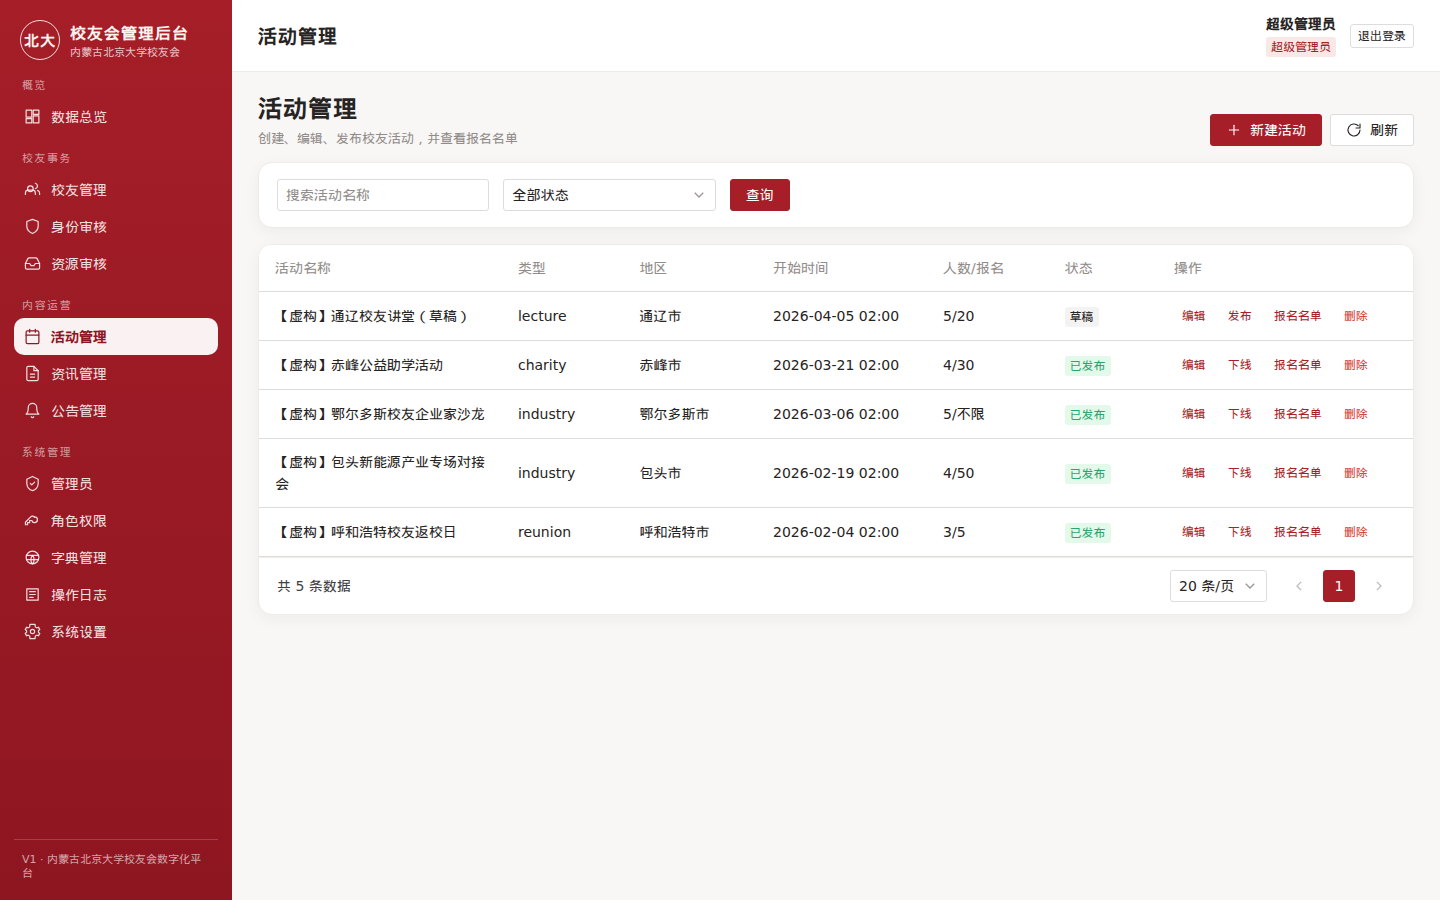 北大
校友会管理后台
内蒙古北京大学校友会
概览
数据总览
校友事务
校友管理
身份审核
资源审核
内容运营
活动管理
资讯管理
公告管理
系统管理
管理员
角色权限
字典管理
操作日志
系统设置
V1 · 内蒙古北京大学校友会数字化平
台
活动管理
超级管理员
超级管理员
退出登录
活动管理
创建、编辑、发布校友活动，并查看报名名单
新建活动
刷新
搜索活动名称
全部状态
查询
活动名称 类型 地区 开始时间 人数/报名 状态 操作
【虚构】通辽校友讲堂（草稿） lecture 通辽市 2026-04-05 02:00 5/20 草稿 编辑 发布 报名名单 删除
【虚构】赤峰公益助学活动 charity 赤峰市 2026-03-21 02:00 4/30 已发布 编辑 下线 报名名单 删除
【虚构】鄂尔多斯校友企业家沙龙 industry 鄂尔多斯市 2026-03-06 02:00 5/不限 已发布 编辑 下线 报名名单 删除
【虚构】包头新能源产业专场对接
会 industry 包头市 2026-02-19 02:00 4/50 已发布 编辑 下线 报名名单 删除
【虚构】呼和浩特校友返校日 reunion 呼和浩特市 2026-02-04 02:00 3/5 已发布 编辑 下线 报名名单 删除
共 5 条数据
20 条/页
1